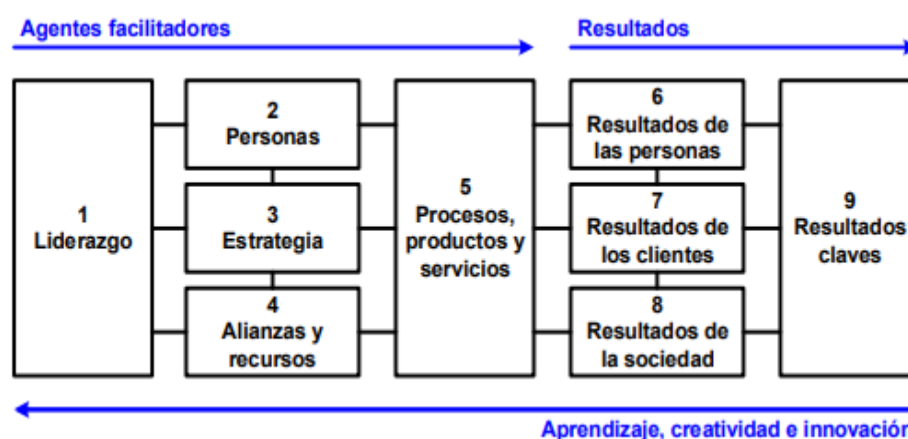 Agentes facilitadores
Resultados
1
Liderazgo
2
Personas
3
Estrategia
4
Alianzas y
recursos
5
Procesos,
productos y
servicios
6
Resultados de
las personas
7
Resultados de
los clientes
8
Resultados de
la sociedad
9
Resultados
claves
Aprendizaje, creatividad e innovación